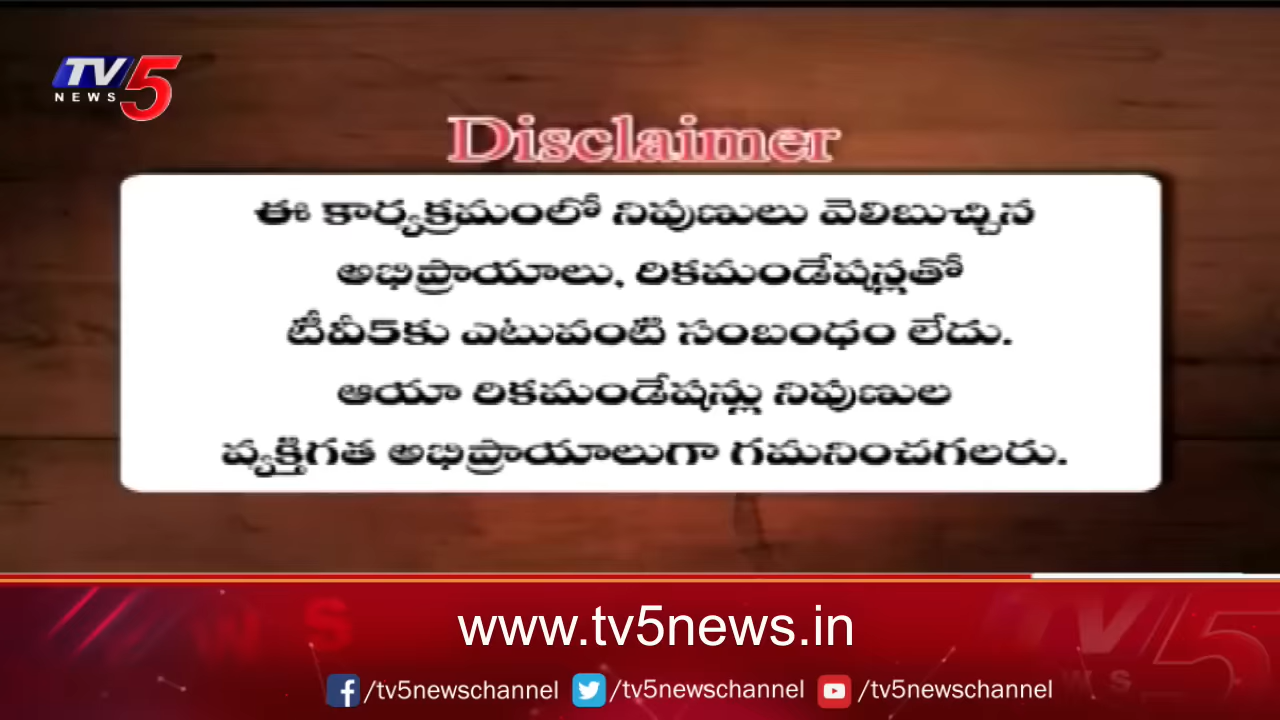 TV5
NEWS
Disclaimer
ఈ కార్యక్రమంలో నిపుణులు వెలిబుచ్చిన
అభిప్రాయాలు, రికమండేషన్లతో
టీవీ5కు ఎటువంటి సంబంధం లేదు.
ఆయా రికమండేషన్లు నిపుణుల
వ్యక్తిగత అభిప్రాయాలుగా గమనించగలరు.
www.tv5news.in
/tv5newschannel /tv5newschannel /tv5newschannel